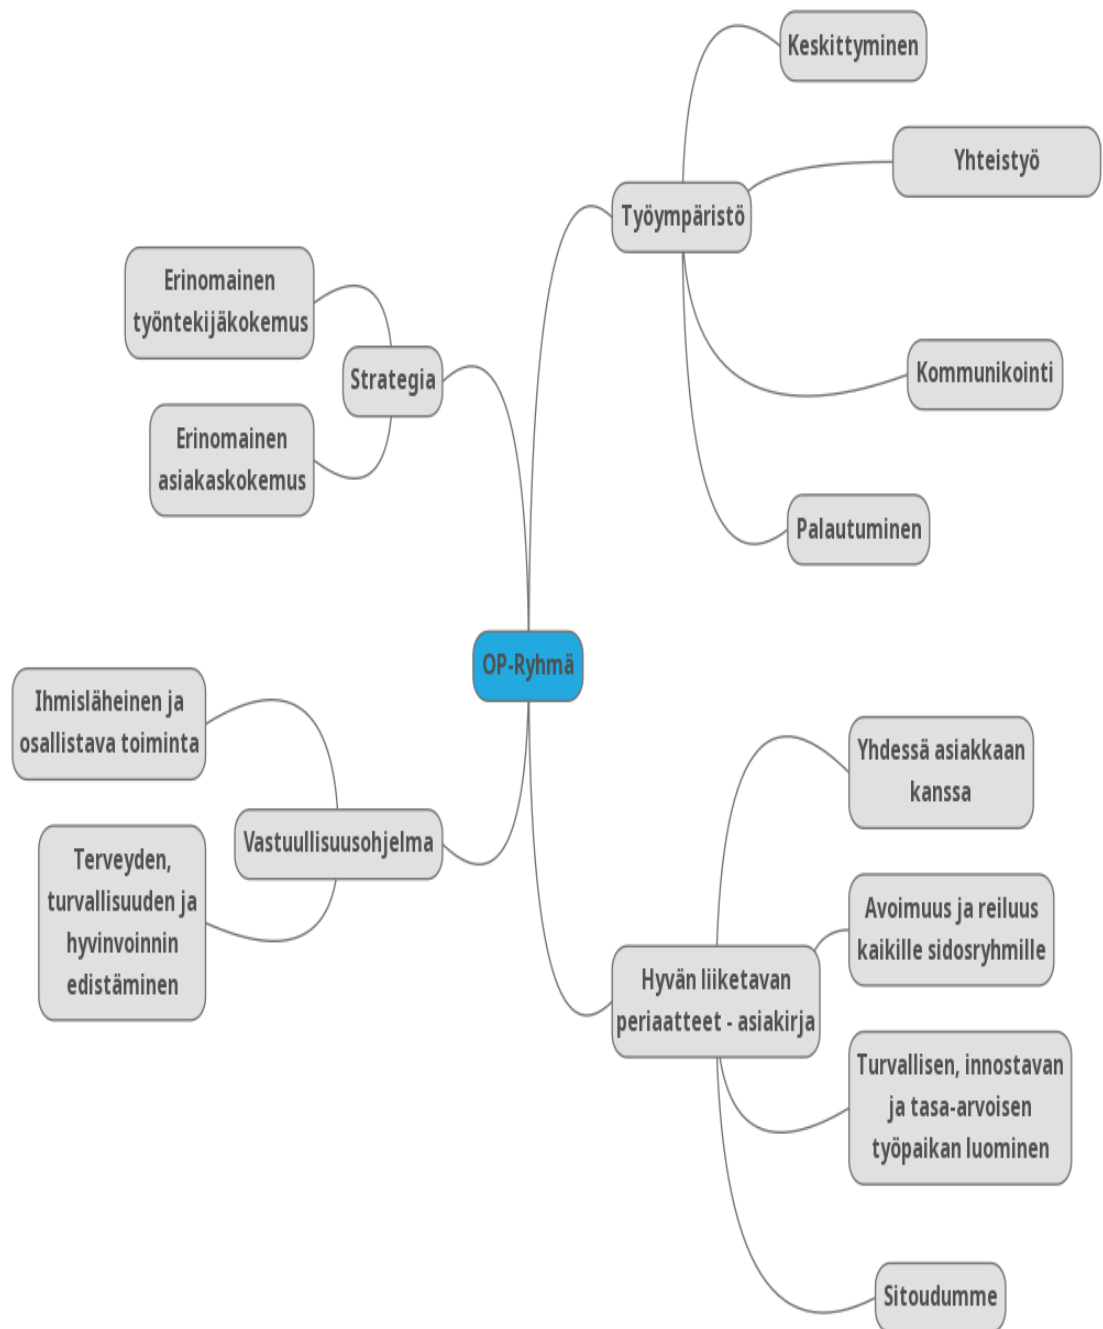 Keskittyminen
Yhteistyö
Työympäristö
Kommunikointi
Palautuminen
Erinomainen
työntekijäkokemus
Strategia
Erinomainen
asiakaskokemus
OP-Ryhmä
Ihmisläheinen ja
osallistava toiminta
Vastuullisuusohjelma
Terveyden,
turvallisuuden ja
hyvinvoinnin
edistäminen
Yhdessä asiakkaan
kanssa
Avoimuus ja reiluus
kaikille sidosryhmille
Hyvän liiketavan
periaatteet - asiakirja
Turvallisen, innostavan
ja tasa-arvoisen
työpaikan luominen
Sitoudumme